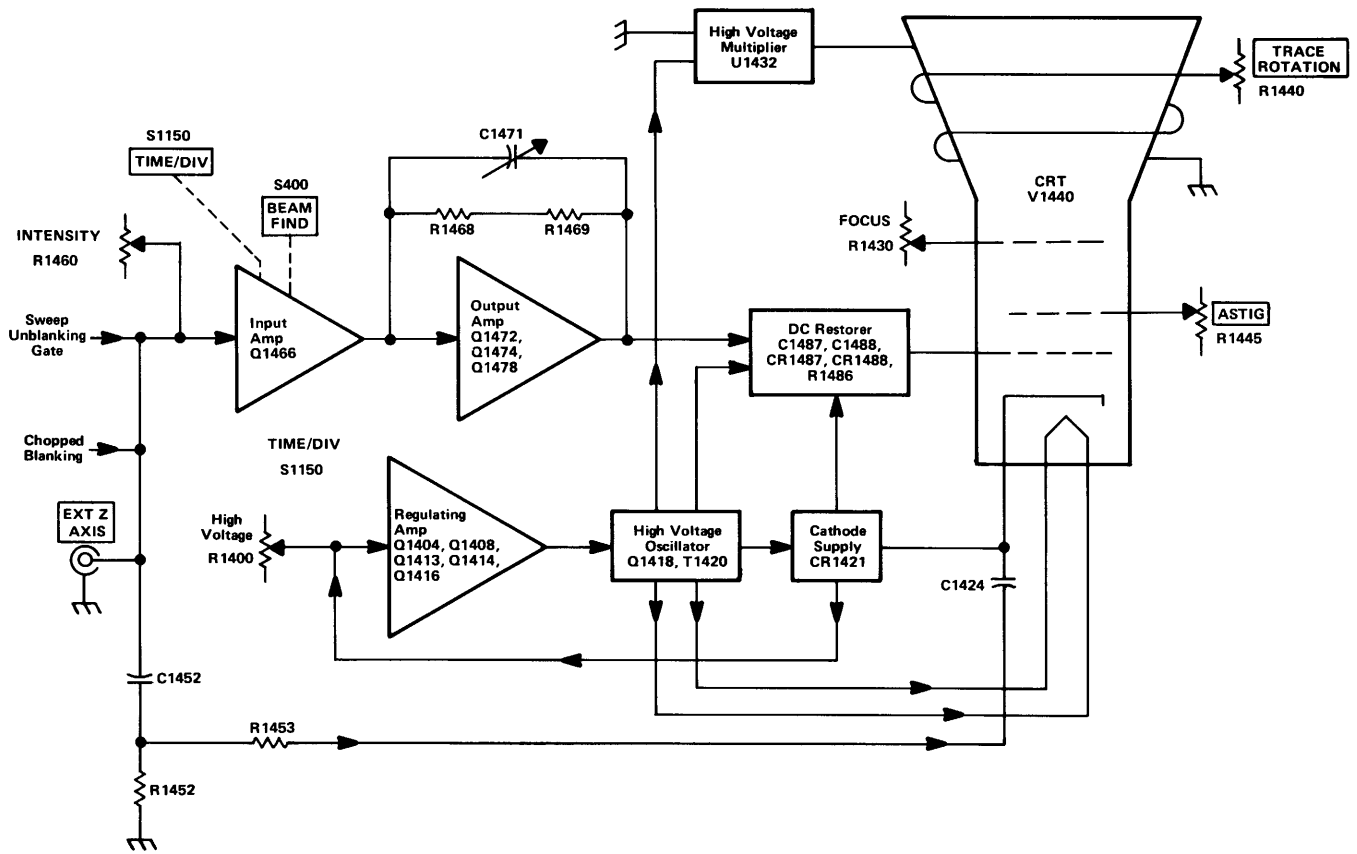 High Voltage
Multiplier
U1432
TRACE
ROTATION
R1440
S1150
TIME/DIV
S400
BEAM
FIND
C1471
R1468
R1469
CRT
V1440
INTENSITY
R1460
FOCUS
R1430
Sweep
Unblanking
Gate
Input
Amp
Q1466
Output
Amp
Q1472,
Q1474,
Q1478
DC Restorer
C1487, C1488,
CR1487, CR1488,
R1486
ASTIG
R1445
Chopped
Blanking
TIME/DIV
S1150
EXT Z
AXIS
High
Voltage
R1400
Regulating
Amp
Q1404, Q1408,
Q1413, Q1414,
Q1416
High Voltage
Oscillator
Q1418, T1420
Cathode
Supply
CR1421
C1424
C1452
R1453
R1452